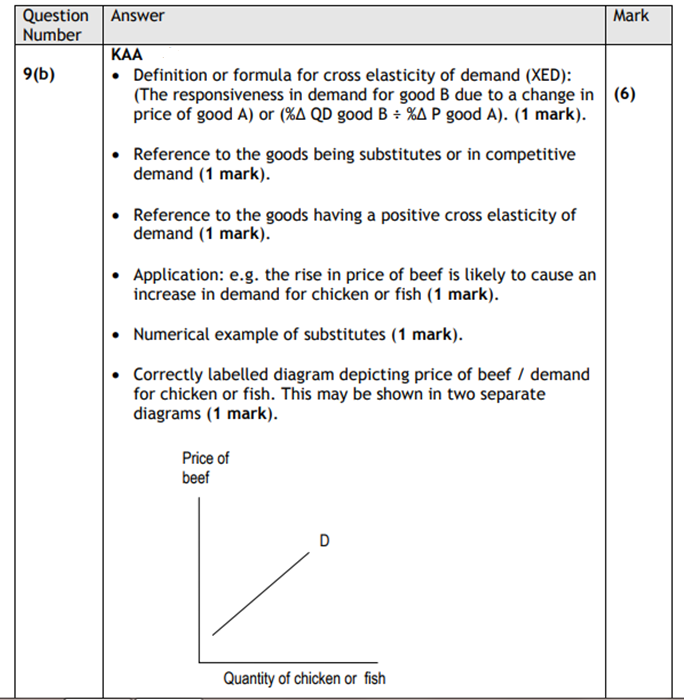 Question Number
Answer
Mark
9(b)
KAA
• Definition or formula for cross elasticity of demand (XED):
(The responsiveness in demand for good B due to a change in
price of good A) or (%Δ QD good B ÷ %Δ P good A). (1 mark).
(6)
• Reference to the goods being substitutes or in competitive
demand (1 mark).
• Reference to the goods having a positive cross elasticity of
demand (1 mark).
• Application: e.g. the rise in price of beef is likely to cause an
increase in demand for chicken or fish (1 mark).
• Numerical example of substitutes (1 mark).
• Correctly labelled diagram depicting price of beef / demand
for chicken or fish. This may be shown in two separate
diagrams (1 mark).
Price of
beef
D
Quantity of chicken or fish